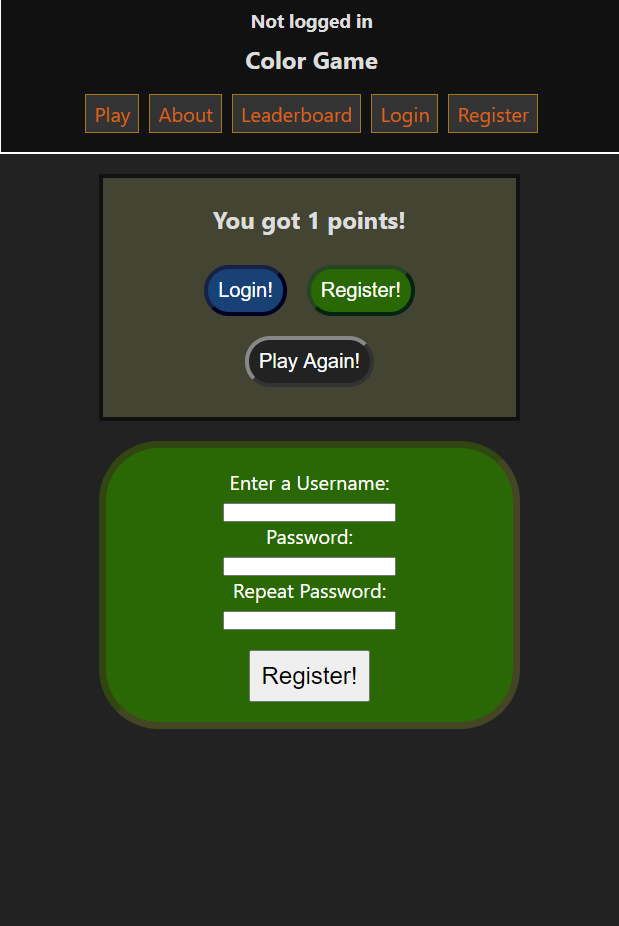 Not logged in
Color Game
Play About Leaderboard Login Register
You got 1 points!
Login! Register!
Play Again!
Enter a Username:
Password:
Repeat Password:
Register!